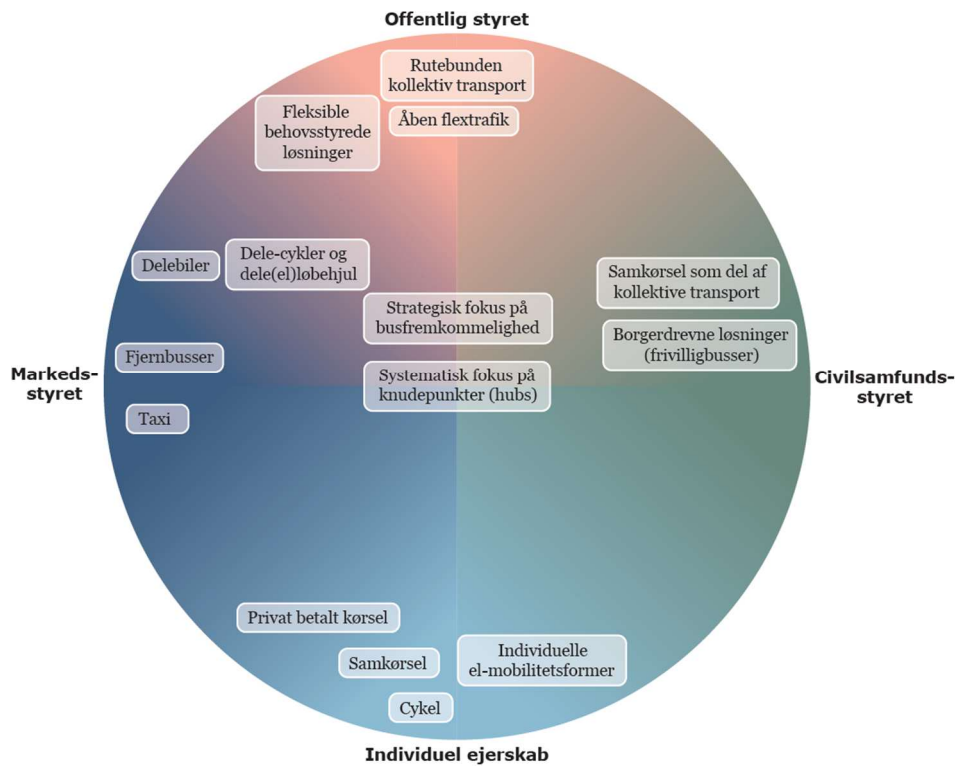 Offentlig styret
Rutebunden
kollektiv transport
Åben flextrafik
Fleksible
behovsstyrede
løsninger
Delebiler
Dele-cykler og
dele(el)løbehjul
Samkørsel som del af
kollektive transport
Strategisk fokus på
busfremkommelighed
Borgerdrevne løsninger
(frivilligbusser)
Fjernbusser
Markeds-
styret
Systematisk fokus på
knudepunkter (hubs)
Civilsamfunds-
styret
Taxi
Privat betalt kørsel
Samkørsel
Individuelle
el-mobilitetsformer
Cykel
Individuel ejerskab